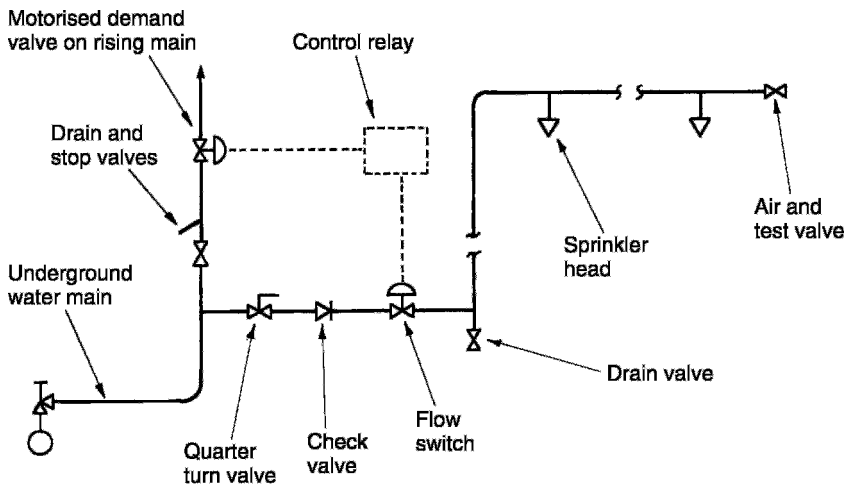 Motorised demand
valve on rising main
Control relay
Drain and
stop valves
Air and
test valve
Sprinkler
head
Underground
water main
Drain valve
Flow
switch
Check
valve
Quarter
turn valve